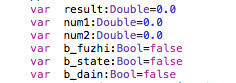 var result:Double=0.0
var num1:Double=0.0
var num2:Double=0.0
var b_fuzhi:Bool=false
var b_state:Bool=false
var b_dain:Bool=false